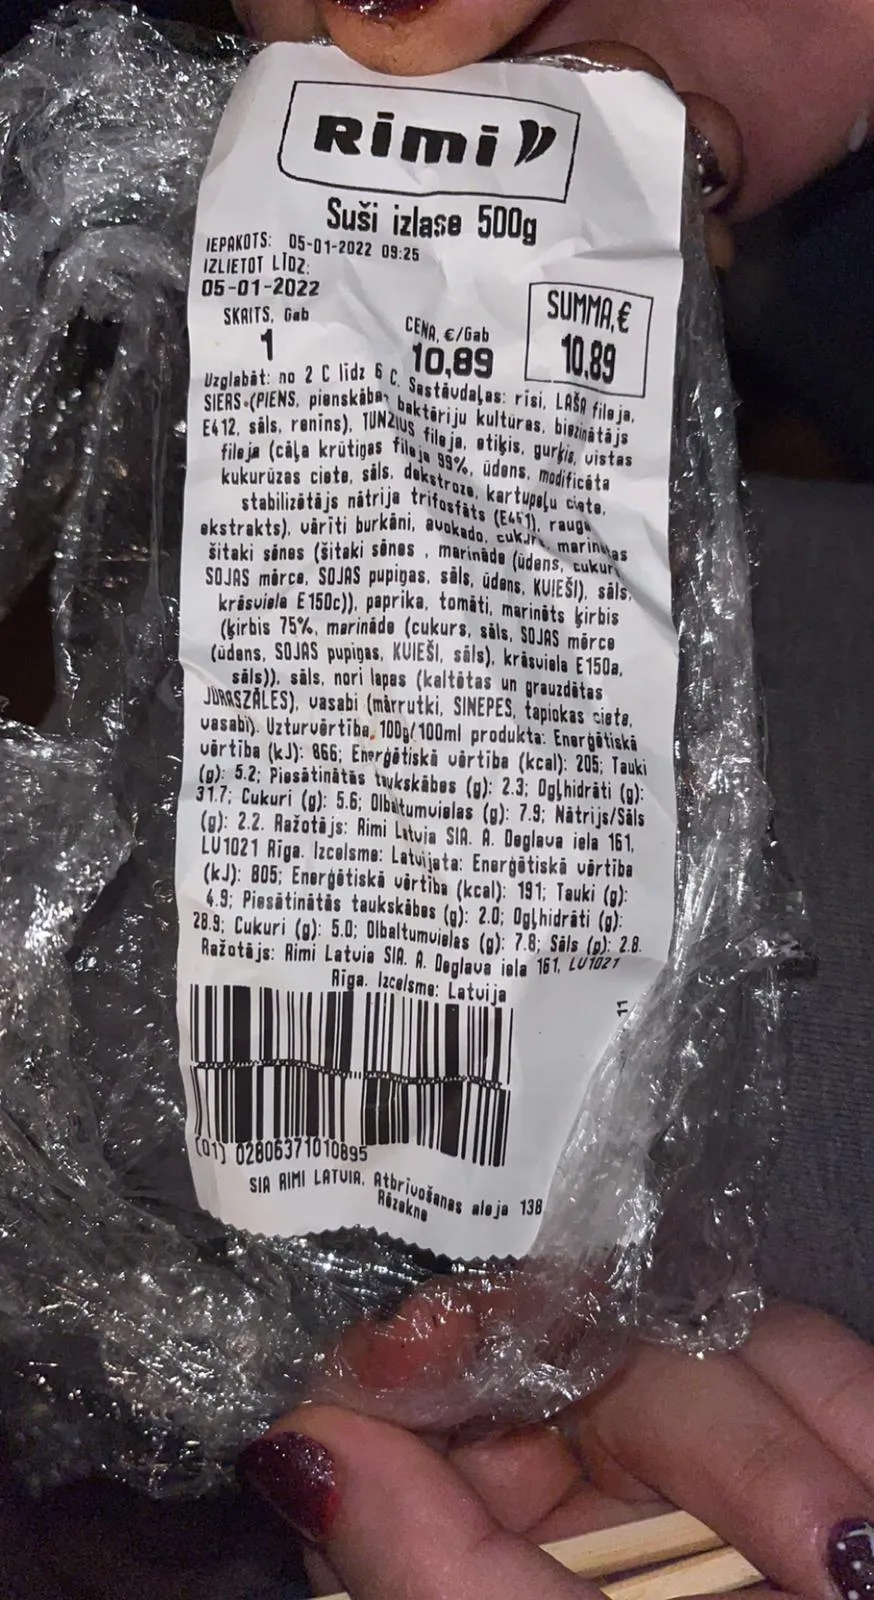 Rimi
Suši izlase 500g
IEPAKOTS: 05-01-2022 09:25
IZLIETOT LĪDZ:
05-01-2022
SKAITS, Gab
1
CENA, €/Gab
10,89
SUMMA,€
10,89
Uzglabāt: no 2 C līdz 6 C. Sastāvdaļas: rīsi, LAŠA fileja,
SIERS (PIENS, pienskābās baktēriju kultūras, biezinātājs
E412, sāls, renīns), TUNZIVS fileja, etiķis, gurķis, vistas
fileja (cāļa krūtiņas fileja 99%, ūdens, modificēta
kukurūzas ciete, sāls, dekstroze, kartupeļu ciete,
stabilizētājs nātrija trifosfāts (E451), rauga
ekstrakts), vārīti burkāni, avokado, cukurs, marinētas
šitaki sēnes (šitaki sēnes , marināde (ūdens, cukurs,
SOJAS mērce, SOJAS pupiņas, sāls, ūdens, KVIEŠI), sāls,
krāsviela E150c)), paprika, tomāti, marināts ķirbis
(ķirbis 75%, marināde (cukurs, sāls, SOJAS mērce
(ūdens, SOJAS pupiņas, KVIEŠI, sāls), krāsviela E150a,
sāls)), sāls, nori lapas (kaltētas un grauzdētas
JŪRASZĀLES), vasabi (mārrutki, SINEPES, tapiokas ciete,
vasabi). Uzturvērtība, 100g/100ml produkta: Enerģētiskā
vērtība (kJ): 866; Enerģētiskā vērtība (kcal): 205; Tauki
(g): 5.2; Piesātinātās taukskābes (g): 2.3; Ogļhidrāti (g):
31.7; Cukuri (g): 5.6; Olbaltumvielas (g): 7.9; Nātrijs/Sāls
(g): 2.2. Ražotājs: Rimi Latvia SIA. A. Deglava iela 161,
LV1021 Rīga. Izcelsme: Latvijata: Enerģētiskā vērtība
(kJ): 805; Enerģētiskā vērtība (kcal): 191; Tauki (g):
4.9; Piesātinātās taukskābes (g): 2.0; Ogļhidrāti (g):
28.9; Cukuri (g): 5.0; Olbaltumvielas (g): 7.8; Sāls (g): 2.8.
Ražotājs: Rimi Latvia SIA. A. Deglava iela 161, LV1021
Rīga. Izcelsme: Latvija
11
(01) 02806371010895
SIA RIMI LATVIA, Atbrīvošanas aleja 138
Rēzekne